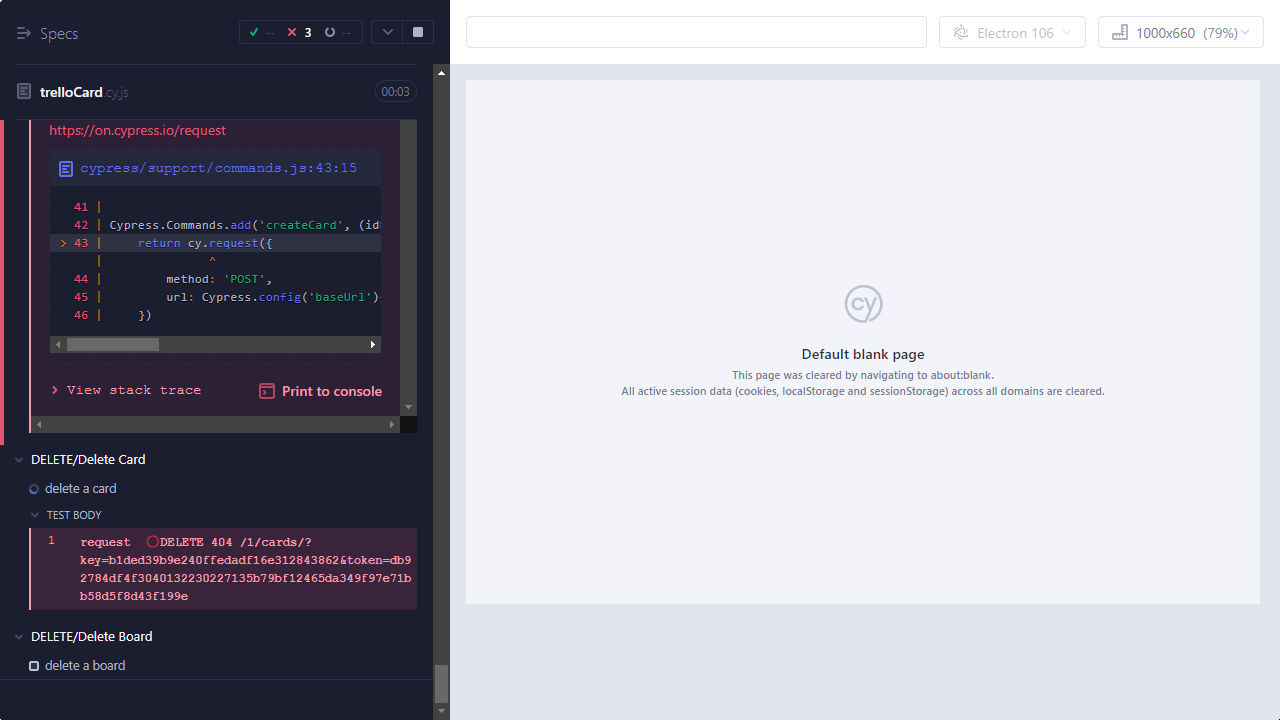 Specs
-- 3 --
Electron 106
1000x660 (79%)
trelloCard.cy.js
00:03
https://on.cypress.io/request
cypress/support/commands.js:43:15
41 |
42 | Cypress.Commands.add('createCard', (id
> 43 | return cy.request({
| ^
44 | method: 'POST',
45 | url: Cypress.config('baseUrl')
46 | })
> View stack trace
Print to console
DELETE/Delete Card
delete a card
TEST BODY
1 request DELETE 404 /1/cards/?
key=b1ded39b9e240ffedadf16e312843862&token=db9
2784df4f3040132230227135b79bf12465da349f97e71b
b58d5f8d43f199e
DELETE/Delete Board
delete a board
cy
Default blank page
This page was cleared by navigating to about:blank.
All active session data (cookies, localStorage and sessionStorage) across all domains are cleared.